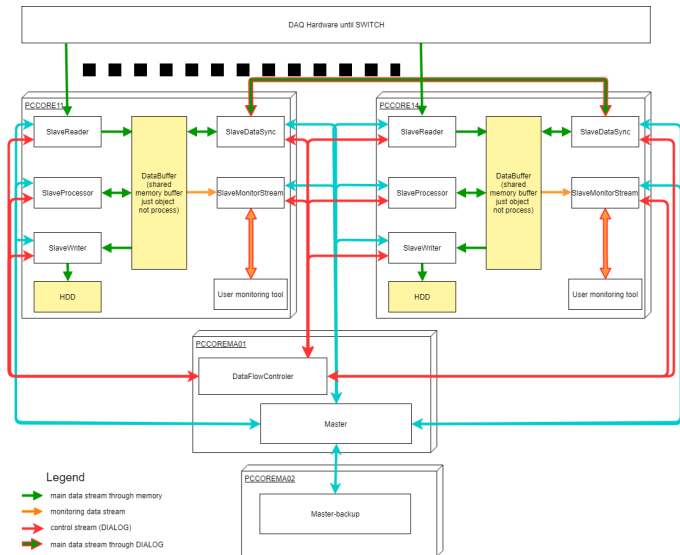 DAQ Hardware until SWITCH
PCCORE11
SlaveReader
SlaveDataSync
DataBuffer
(shared
memory buffer
just object
not process)
SlaveProcessor
SlaveMonitorStream
SlaveWriter
HDD
User monitoring tool
PCCORE14
SlaveReader
SlaveDataSync
DataBuffer
(shared
memory buffer
just object
not process)
SlaveProcessor
SlaveMonitorStream
SlaveWriter
HDD
User monitoring tool
PCCOREMA01
DataFlowControler
Master
PCCOREMA02
Master-backup
Legend
main data stream through memory
monitoring data stream
control stream (DIALOG)
main data stream through DIALOG